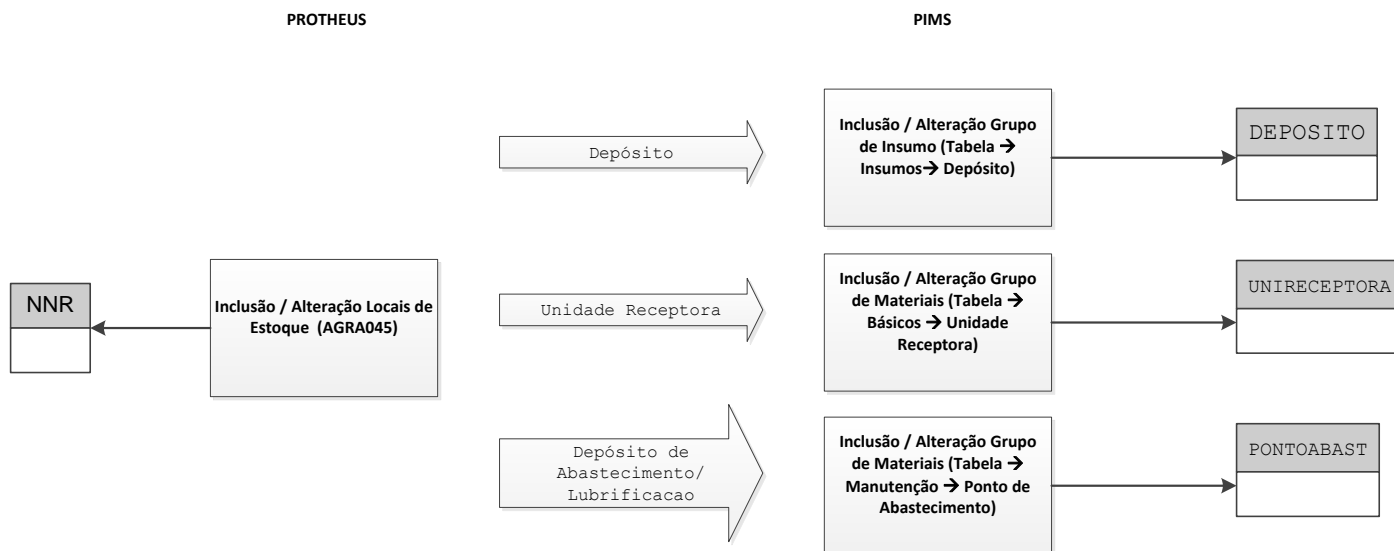 PROTHEUS
PIMS
Depósito
Inclusão / Alteração Grupo
de Insumo (Tabela →
Insumos→ Depósito)
DEPOSITO
NNR
Inclusão / Alteração Locais de
Estoque (AGRA045)
Unidade Receptora
Inclusão / Alteração Grupo
de Materiais (Tabela →
Básicos → Unidade
Receptora)
UNIRECEPTORA
Depósito de
Abastecimento/
Lubrificacao
Inclusão / Alteração Grupo
de Materiais (Tabela →
Manutenção → Ponto de
Abastecimento)
PONTOABAST